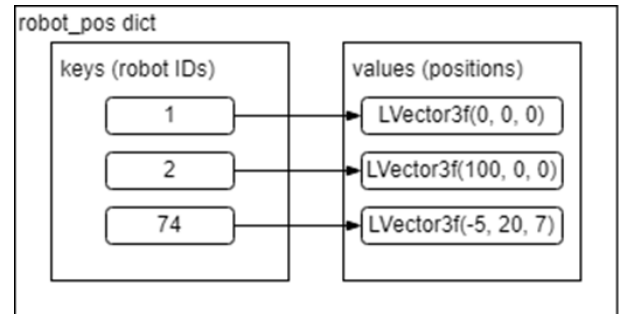 robot_pos dict
keys (robot IDs) values (positions)
1 LVector3f(0, 0, 0)
2 LVector3f(100, 0, 0)
74 LVector3f(-5, 20, 7)